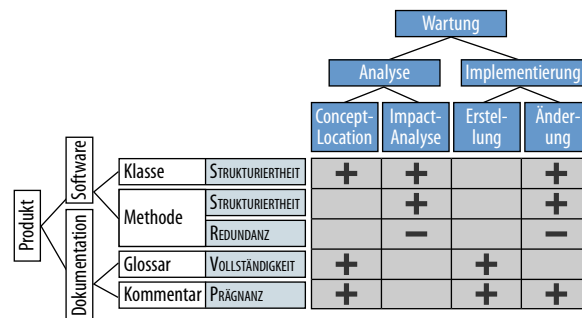 Wartung
Analyse Implementierung
Concept- Impact- Erstel- Änder-
Location Analyse lung ung
Produkt
Software
Dokumentation
Klasse STRUKTURIERTHEIT + + +
Methode STRUKTURIERTHEIT + +
REDUNDANZ − −
Glossar VOLLSTÄNDIGKEIT + +
Kommentar PRÄGNANZ + + +